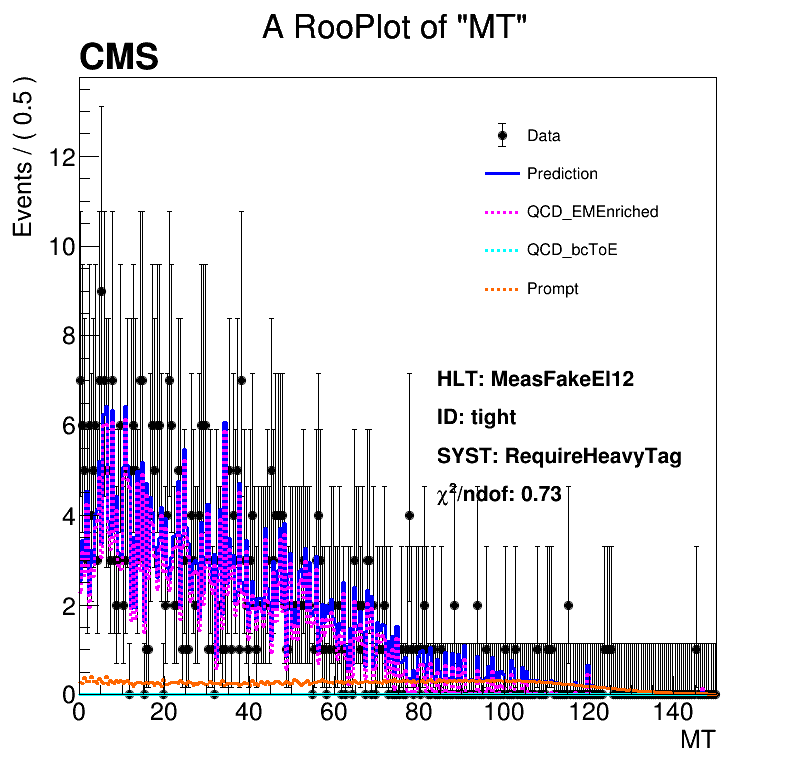 A RooPlot of "MT"
CMS
Events / ( 0.5 )
Data
Prediction
QCD_EMEnriched
QCD_bcToE
Prompt
HLT: MeasFakeEl12
ID: tight
SYST: RequireHeavyTag
χ²/ndof: 0.73
12
10
8
6
4
2
0
0 20 40 60 80 100 120 140
MT